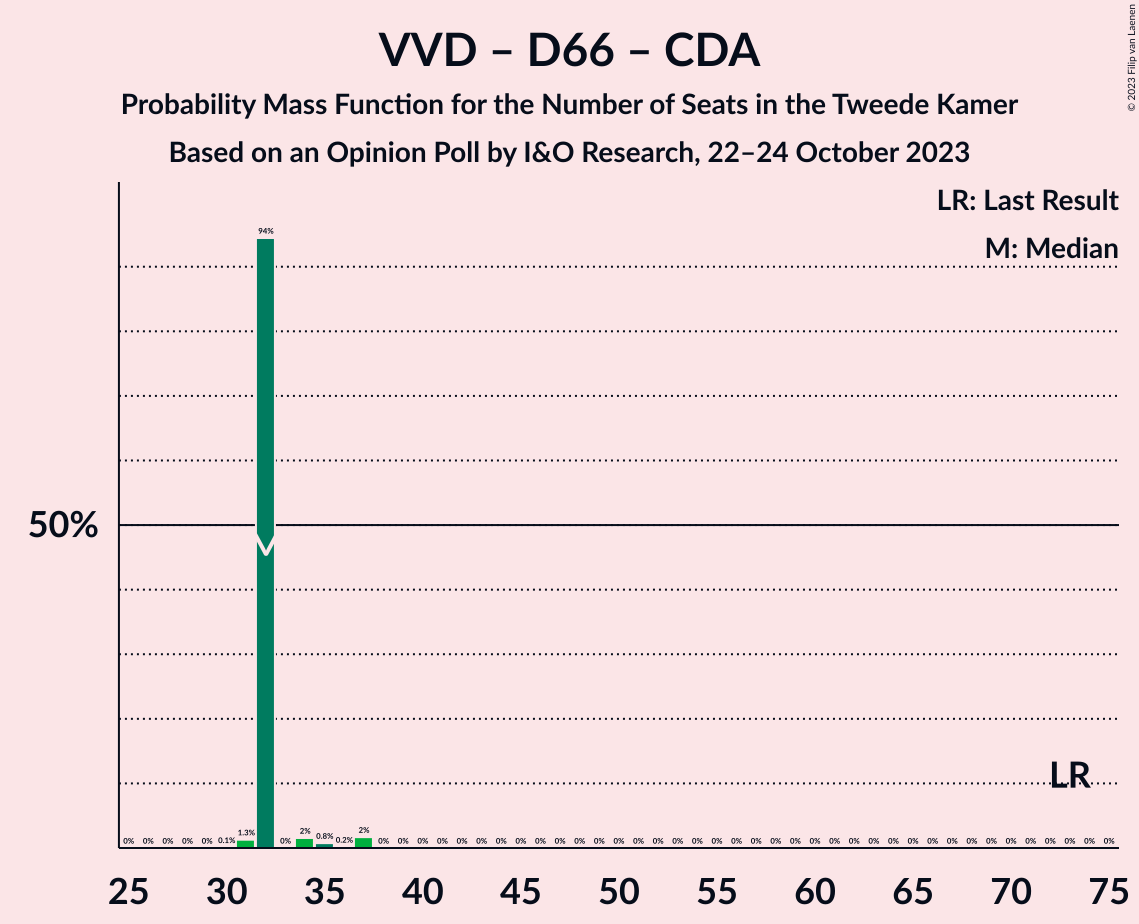 VVD – D66 – CDA
Probability Mass Function for the Number of Seats in the Tweede Kamer
Based on an Opinion Poll by I&O Research, 22–24 October 2023
© 2023 Filip van Laenen
LR: Last Result
M: Median
94%
50%
LR
0% 0% 0% 0% 0% 0.1% 1.3% 0% 2% 0.8% 0.2% 2% 0% 0% 0% 0% 0% 0% 0% 0% 0% 0% 0% 0% 0% 0% 0% 0% 0% 0% 0% 0% 0% 0% 0% 0% 0% 0% 0% 0% 0% 0% 0% 0% 0% 0% 0% 0% 0% 0%
25 30 35 40 45 50 55 60 65 70 75